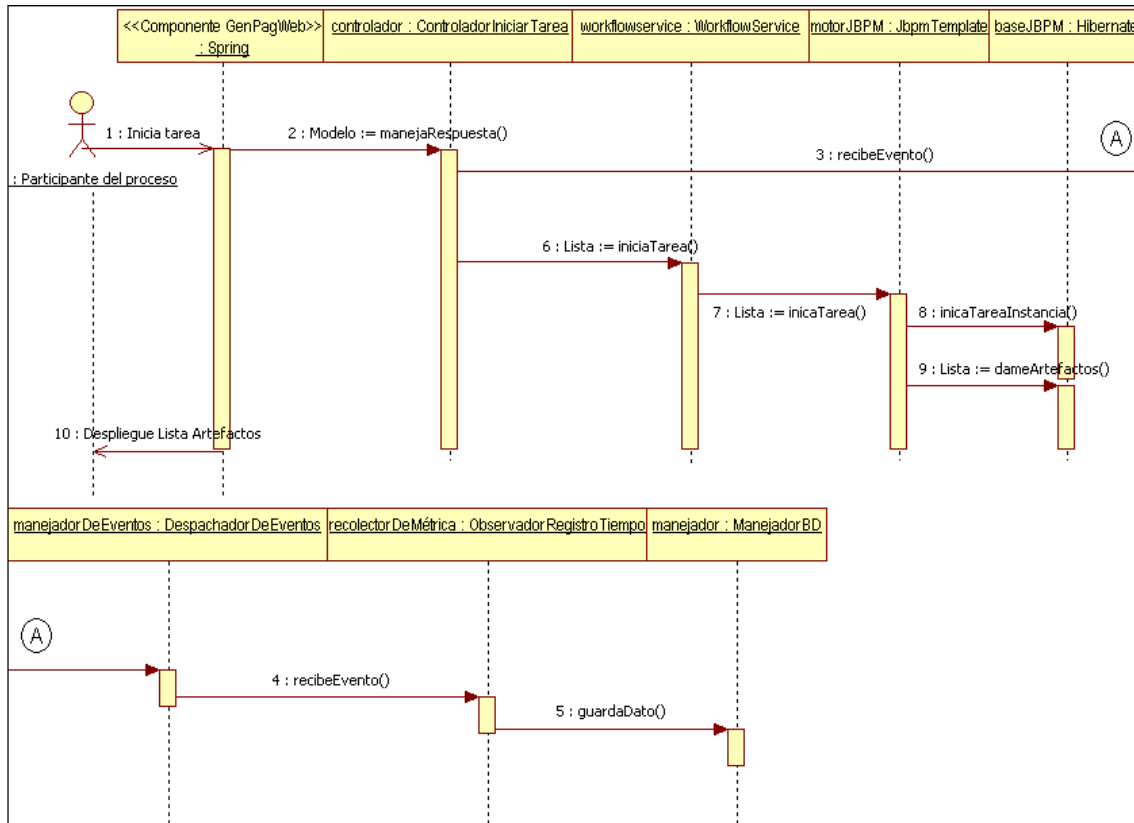 <<Componente GenPagWeb>>
: Spring
controlador : ControladorIniciarTarea
workflowservice : WorkflowService
motorJBPM : JbpmTemplate
baseJBPM : Hibernate
1 : Inicia tarea
2 : Modelo := manejaRespuesta()
A
3 : recibeEvento()
: Participante del proceso
6 : Lista := iniciaTarea()
7 : Lista := inicaTarea()
8 : inicaTareaInstancia()
9 : Lista := dameArtefactos()
10 : Despliegue Lista Artefactos
manejadorDeEventos : DespachadorDeEventos
recolectorDeMétrica : ObservadorRegistroTiempo
manejador : ManejadorBD
A
4 : recibeEvento()
5 : guardaDato()